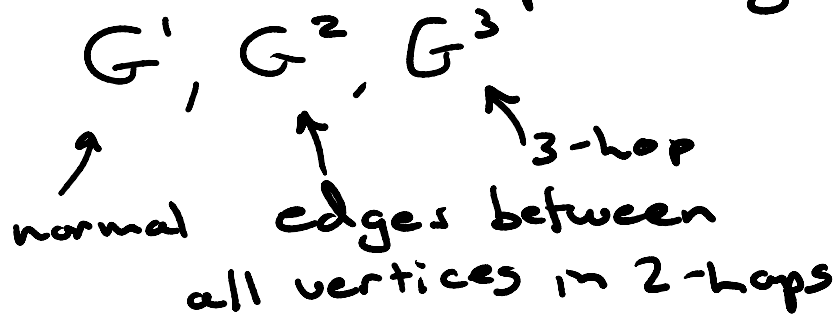 G¹, G², G³
3-hop
normal edges between
all vertices in 2-hops